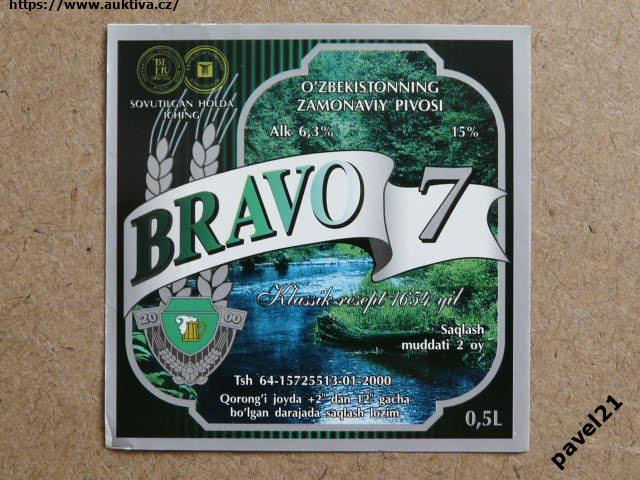 https://www.auktiva.cz/
SOVUTILGAN HOLDA
ICHING
O'ZBEKISTONNING
ZAMONAVIY PIVOSI
Alk 6,3% 15%
BRAVO 7
Klassik resept 1654 yil
2000
Saqlash
muddati 2 oy
Tsh 64-15725513-01-2000
Qorong'i joyda +2° dan 12° gacha
bo'lgan darajada saqlash lozim
0,5L
pavel21